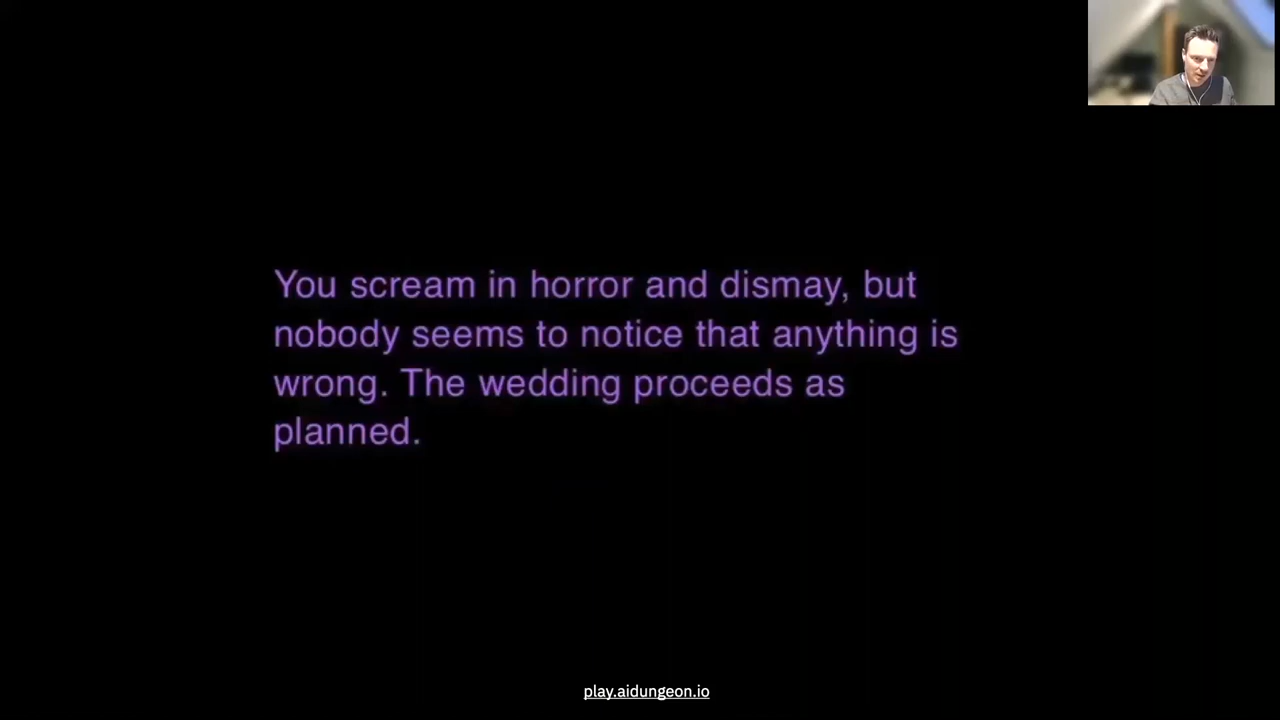 You scream in horror and dismay, but
nobody seems to notice that anything is
wrong. The wedding proceeds as
planned.
play.aidungeon.io